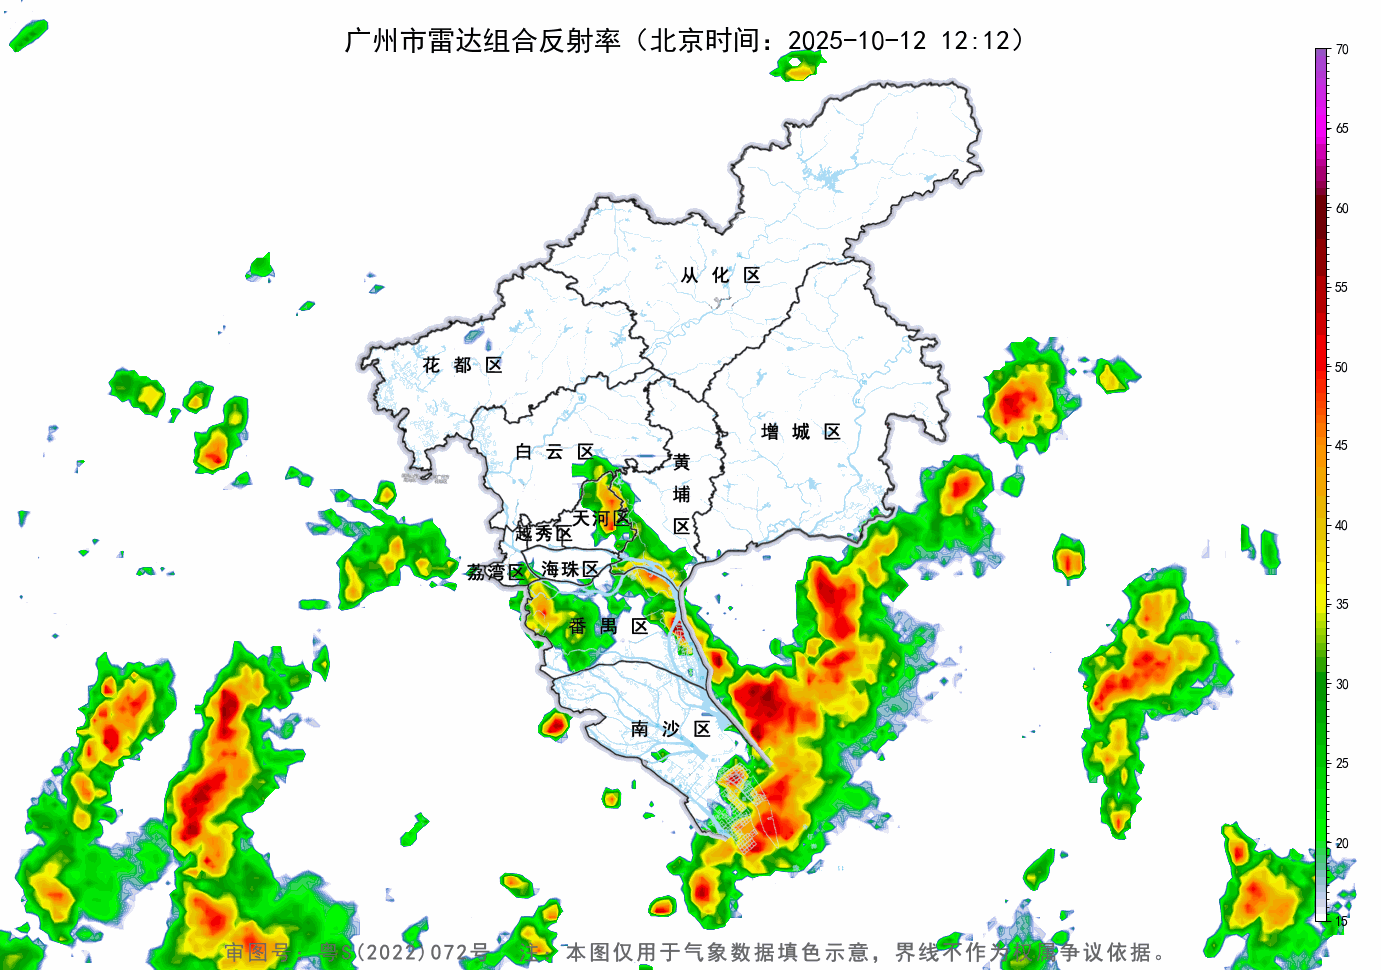 广州市雷达组合反射率（北京时间：2025-10-12 12:12）
70
65
60
55
50
45
40
35
30
25
20
15
从化区
花都区
增城区
白云区
黄埔区
天河区
越秀区
荔湾区
海珠区
番禺区
南沙区
审图号 粤S(2022)072号 注 本图仅用于气象数据填色示意，界线不作为权属争议依据。